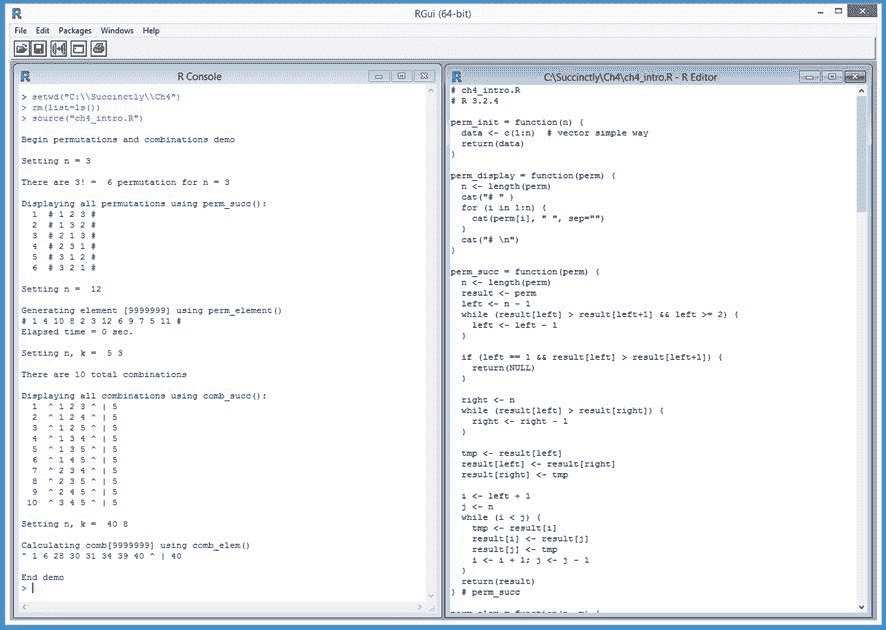 RGui (64-bit)
File Edit Packages Windows Help
R Console
> setwd("C:\\Succinctly\\Ch4")
> rm(list=ls())
> source("ch4_intro.R")
Begin permutations and combinations demo
Setting n = 3
There are 3! =  6 permutation for n = 3
Displaying all permutations using perm_succ():
1  # 1 2 3 #
2  # 1 3 2 #
3  # 2 1 3 #
4  # 2 3 1 #
5  # 3 1 2 #
6  # 3 2 1 #
Setting n =  12
Generating element [9999999] using perm_element()
# 1 4 10 8 2 3 12 6 9 7 5 11 #
Elapsed time = 0 sec.
Setting n, k =  5 3
There are 10 total combinations
Displaying all combinations using comb_succ():
1  ^ 1 2 3 ^ | 5
2  ^ 1 2 4 ^ | 5
3  ^ 1 2 5 ^ | 5
4  ^ 1 3 4 ^ | 5
5  ^ 1 3 5 ^ | 5
6  ^ 1 4 5 ^ | 5
7  ^ 2 3 4 ^ | 5
8  ^ 2 3 5 ^ | 5
9  ^ 2 4 5 ^ | 5
10  ^ 3 4 5 ^ | 5
Setting n, k =  40 8
Calculating comb[9999999] using comb_elem()
^ 1 6 28 30 31 34 39 40 ^ | 40
End demo
>
C:\Succinctly\Ch4\ch4_intro.R - R Editor
# ch4_intro.R
# R 3.2.4
perm_init = function(n) {
  data <- c(1:n)  # vector simple way
  return(data)
}
perm_display = function(perm) {
  n <- length(perm)
  cat("# " )
  for (i in 1:n) {
    cat(perm[i], " ", sep="")
  }
  cat("# \n")
}
perm_succ = function(perm) {
  n <- length(perm)
  result <- perm
  left <- n - 1
  while (result[left] > result[left+1] && left >= 2) {
    left <- left - 1
  }
  if (left == 1 && result[left] > result[left+1]) {
    return(NULL)
  }
  right <- n
  while (result[left] > result[right]) {
    right <- right - 1
  }
  tmp <- result[left]
  result[left] <- result[right]
  result[right] <- tmp
  i <- left + 1
  j <- n
  while (i < j) {
    tmp <- result[i]
    result[i] <- result[j]
    result[j] <- tmp
    i <- i + 1; j <- j - 1
  }
  return(result)
} # perm_succ